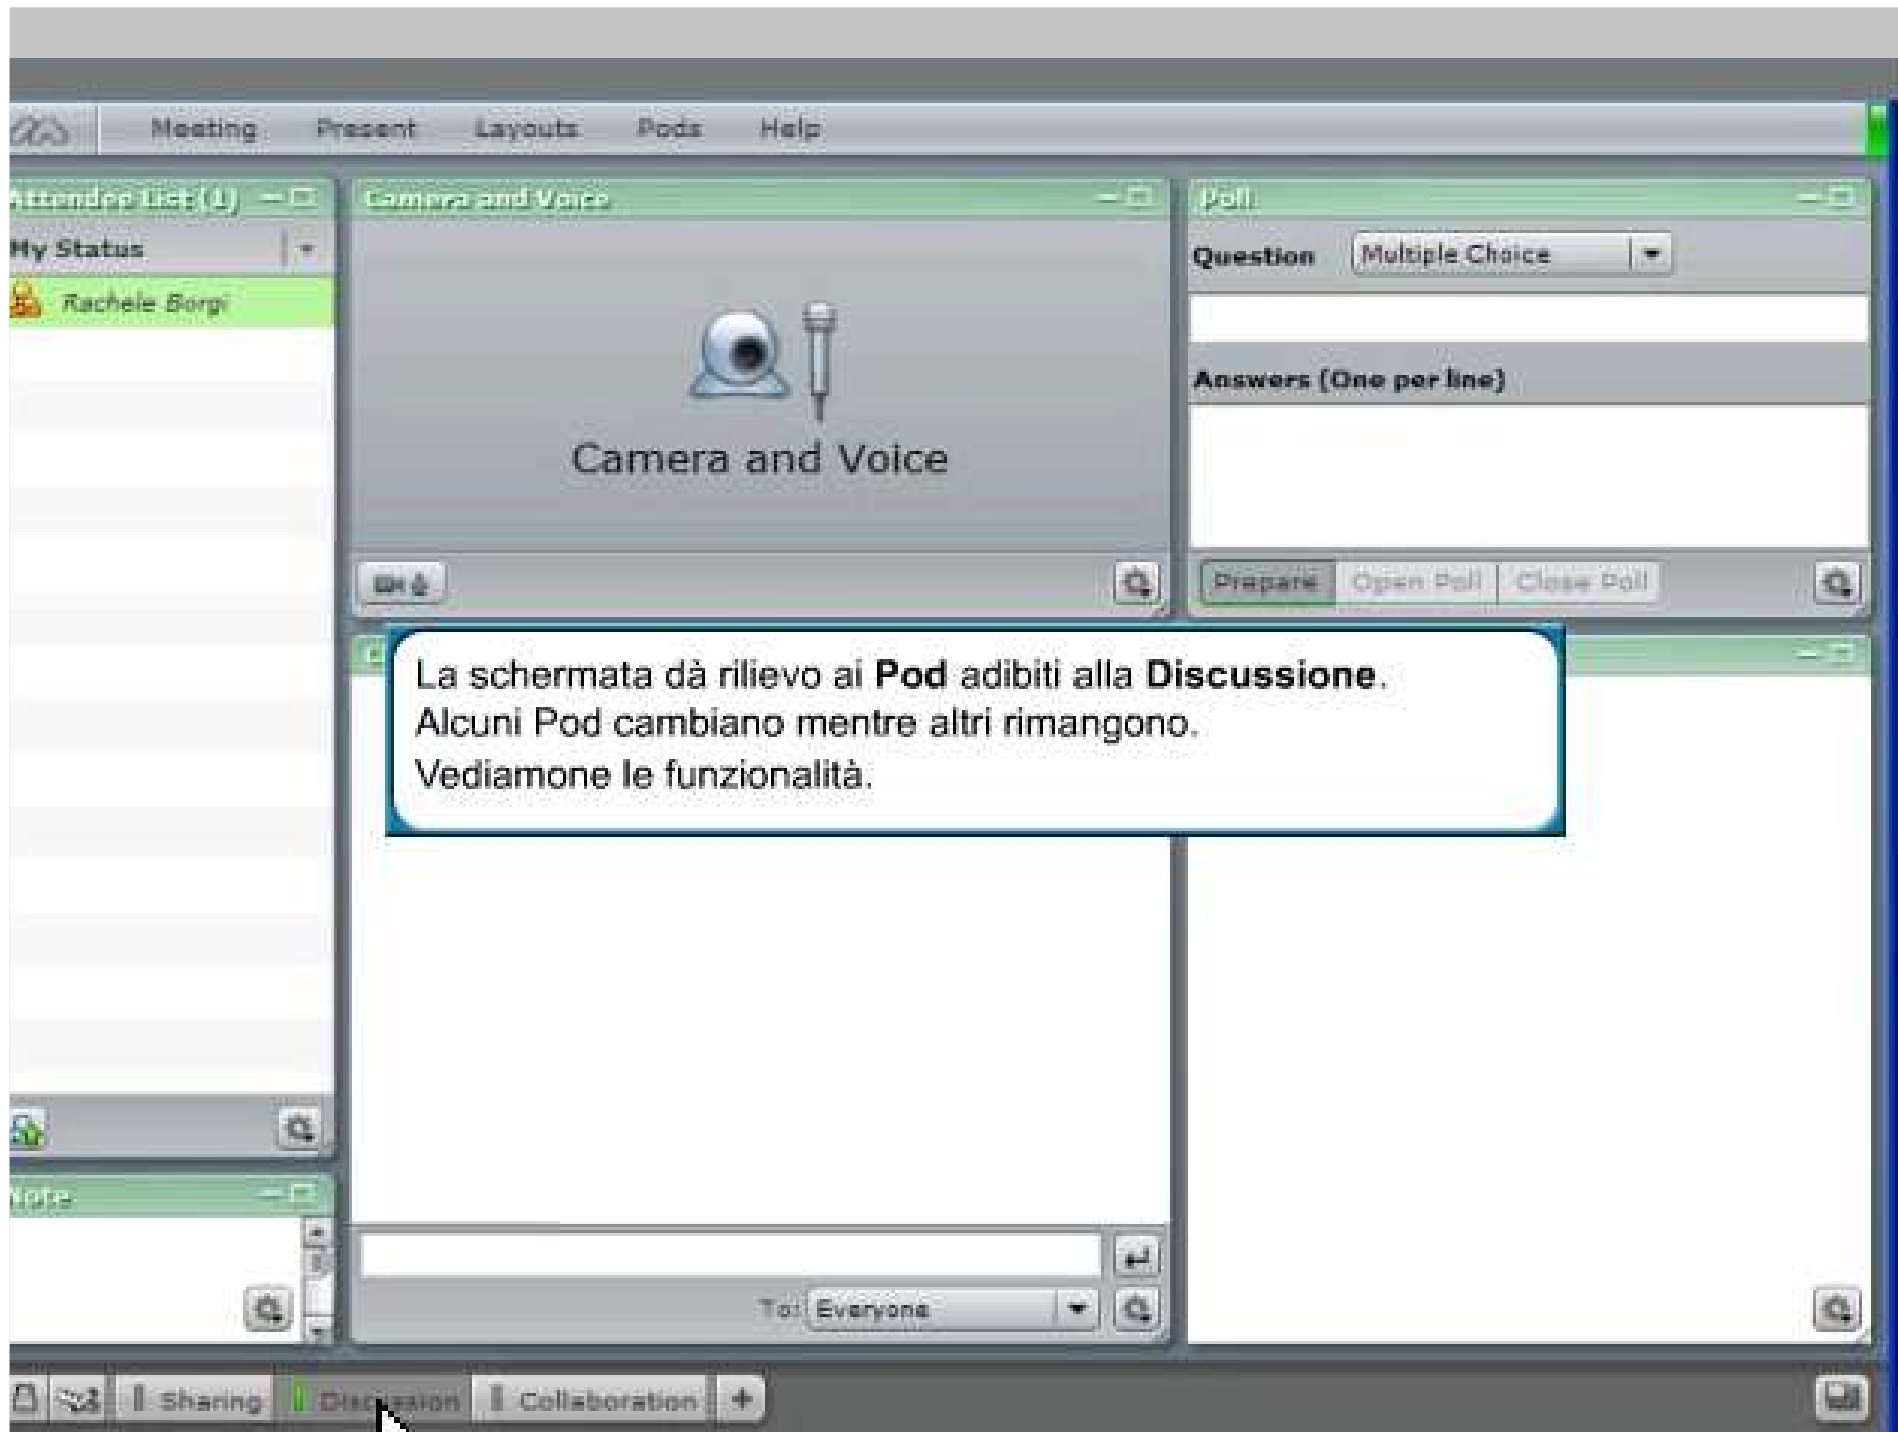 Meeting Present Layouts Pods Help
Attendee List (1)
My Status
Rachele Borgi
Camera and Voice
Camera and Voice
Poll
Question Multiple Choice
Answers (One per line)
Prepare Open Poll Close Poll
La schermata dà rilievo ai Pod adibiti alla Discussione.
Alcuni Pod cambiano mentre altri rimangono.
Vediamone le funzionalità.
Note
To: Everyone
Sharing Discussion Collaboration +